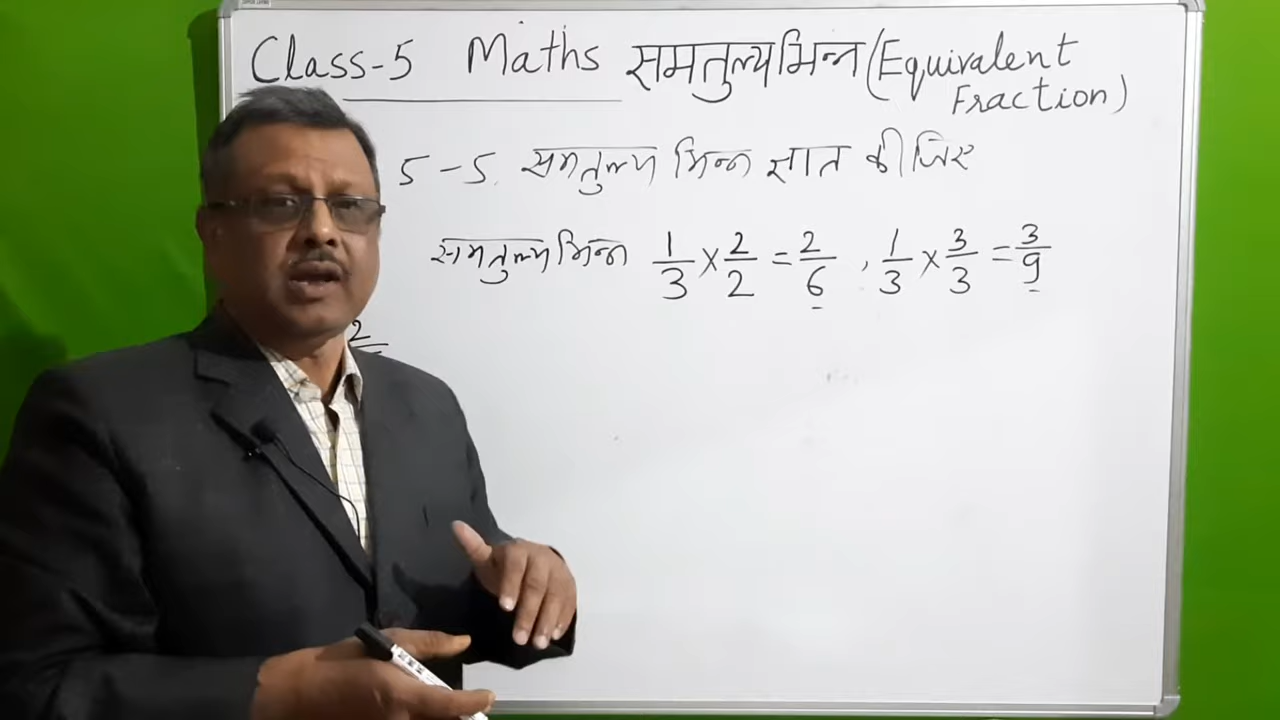 Class-5 Maths समतुल्य भिन्न (Equivalent
Fraction)
5-5. समतुल्य भिन्न ज्ञात कीजिए
समतुल्य भिन्न 1/3 × 2/2 = 2/6 , 1/3 × 3/3 = 3/9
2